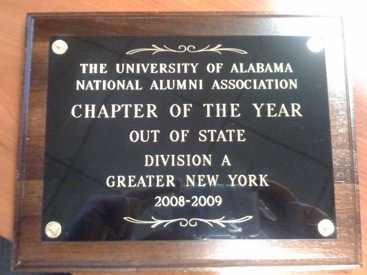 THE UNIVERSITY OF ALABAMA
NATIONAL ALUMNI ASSOCIATION
CHAPTER OF THE YEAR
OUT OF STATE
DIVISION A
GREATER NEW YORK
2008-2009